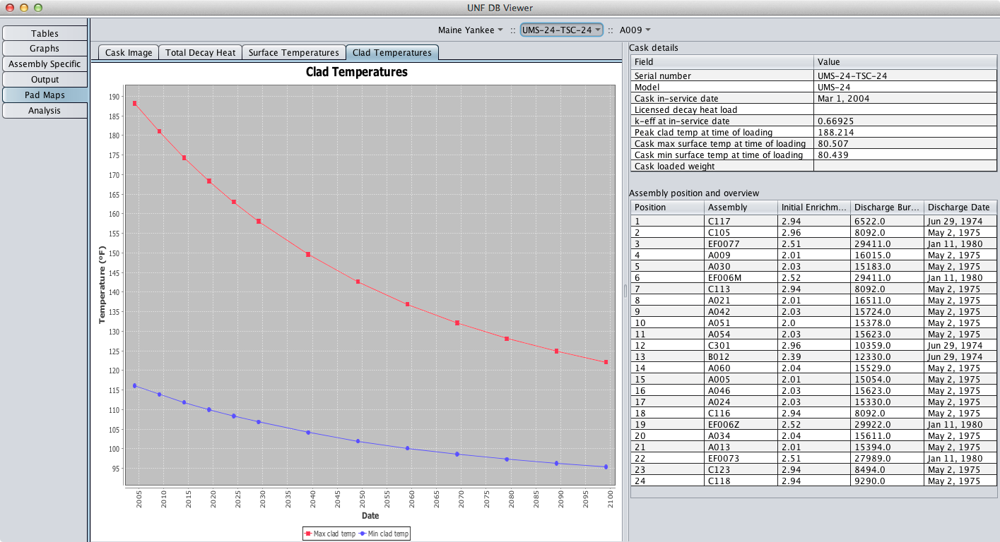 UNF DB Viewer
Maine Yankee :: UMS-24-TSC-24 :: A009
Tables
Graphs
Assembly Specific
Output
Pad Maps
Analysis
Cask Image Total Decay Heat Surface Temperatures Clad Temperatures
Clad Temperatures
Temperature (°F)
190
185
180
175
170
165
160
155
150
145
140
135
130
125
120
115
110
105
100
95
2005 2010 2015 2020 2025 2030 2035 2040 2045 2050 2055 2060 2065 2070 2075 2080 2085 2090 2095 2100
Date
Max clad temp Min clad temp
Cask details
Field Value
Serial number UMS-24-TSC-24
Model UMS-24
Cask in-service date Mar 1, 2004
Licensed decay heat load
k-eff at in-service date 0.66925
Peak clad temp at time of loading 188.214
Cask max surface temp at time of loading 80.507
Cask min surface temp at time of loading 80.439
Cask loaded weight
Assembly position and overview
Position Assembly Initial Enrichm... Discharge Bur... Discharge Date
1 C117 2.94 6522.0 Jun 29, 1974
2 C105 2.96 8092.0 May 2, 1975
3 EF0077 2.51 29411.0 Jan 11, 1980
4 A009 2.01 16015.0 May 2, 1975
5 A030 2.03 15183.0 May 2, 1975
6 EF006M 2.52 29411.0 Jan 11, 1980
7 C113 2.94 8092.0 May 2, 1975
8 A021 2.01 16511.0 May 2, 1975
9 A042 2.03 15724.0 May 2, 1975
10 A051 2.0 15378.0 May 2, 1975
11 A054 2.03 15623.0 May 2, 1975
12 C301 2.96 10359.0 Jun 29, 1974
13 B012 2.39 12330.0 Jun 29, 1974
14 A060 2.04 15529.0 May 2, 1975
15 A005 2.01 15054.0 May 2, 1975
16 A046 2.03 15623.0 May 2, 1975
17 A024 2.03 15330.0 May 2, 1975
18 C116 2.94 8092.0 May 2, 1975
19 EF006Z 2.52 29922.0 Jan 11, 1980
20 A034 2.04 15611.0 May 2, 1975
21 A013 2.01 15394.0 May 2, 1975
22 EF0073 2.51 27989.0 Jan 11, 1980
23 C123 2.94 8494.0 May 2, 1975
24 C118 2.94 9290.0 May 2, 1975